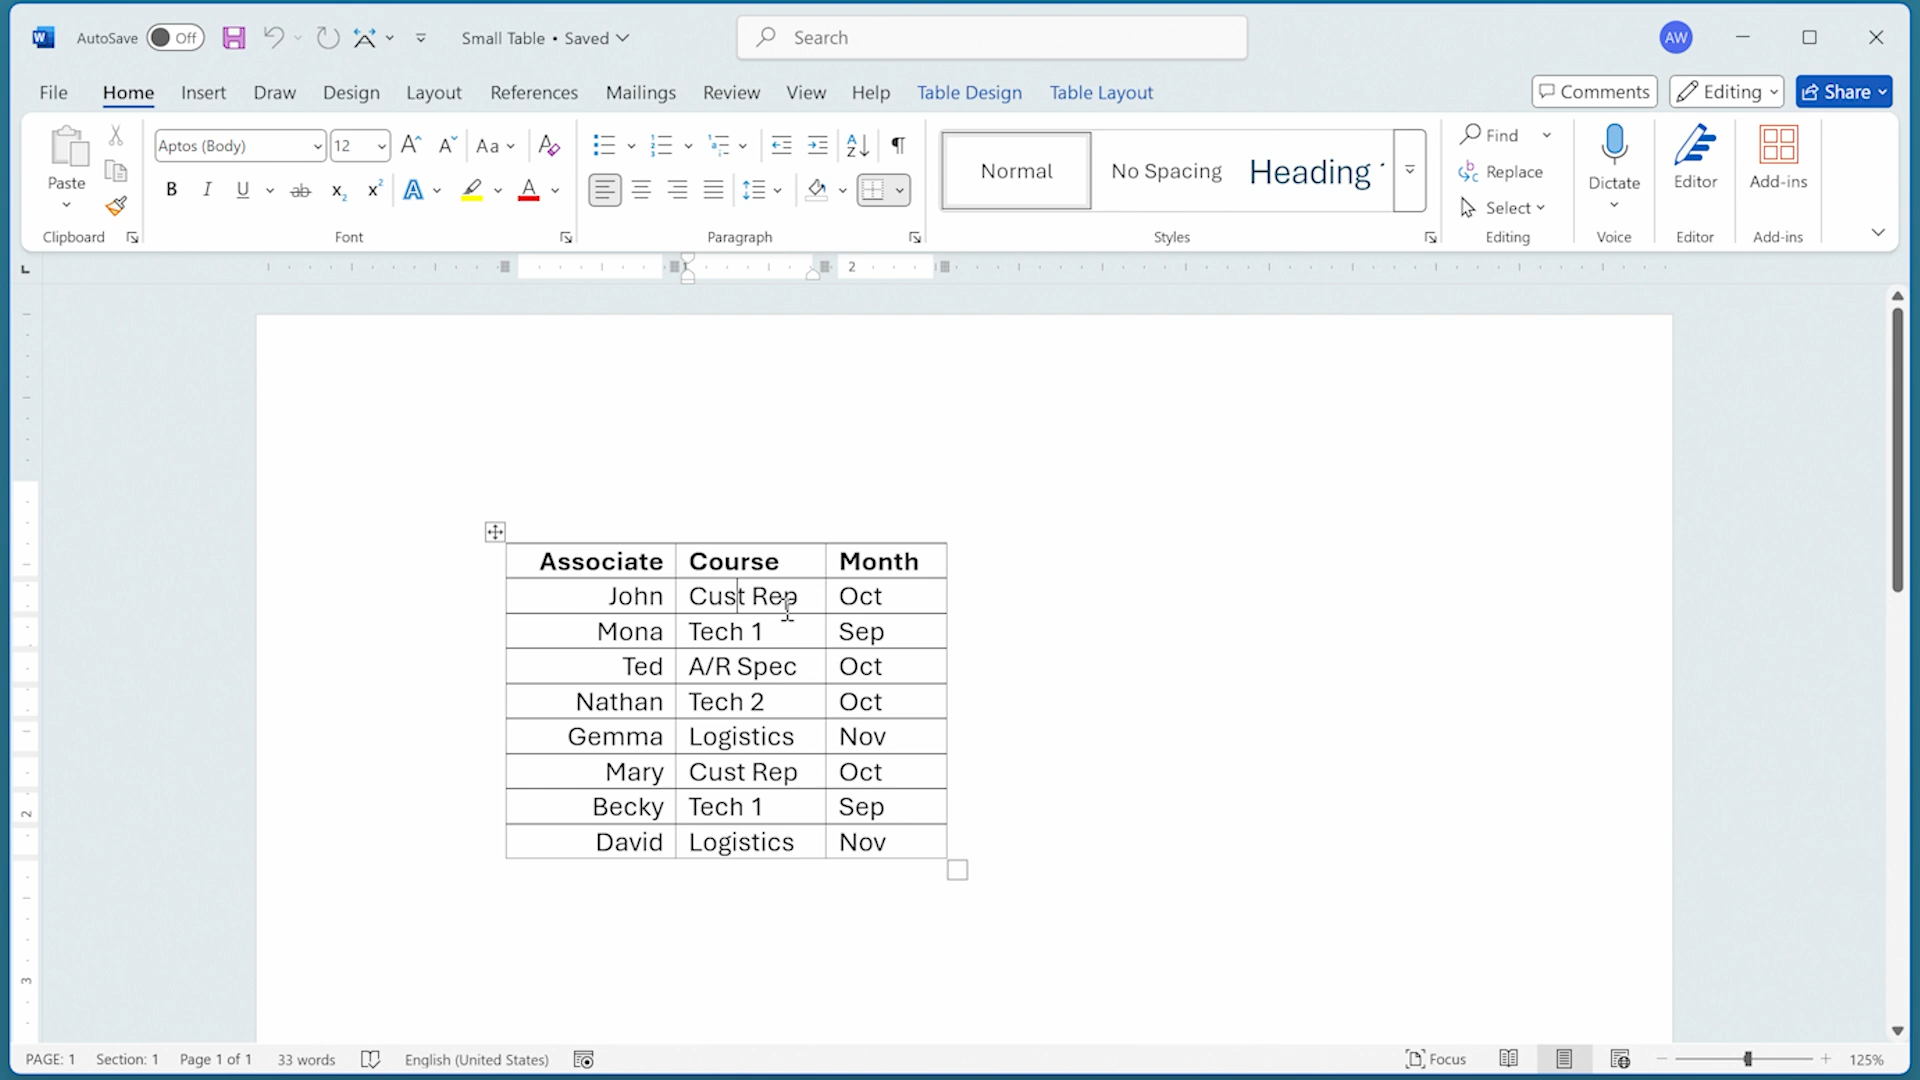 AutoSave Off Small Table • Saved Search AW
File Home Insert Draw Design Layout References Mailings Review View Help Table Design Table Layout Comments Editing Share
Paste Aptos (Body) 12 Aa Normal No Spacing Heading Find Replace Select Dictate Editor Add-ins
Clipboard Font Paragraph Styles Editing Voice Editor Add-ins
1 2
Associate Course Month
John Cust Rep Oct
Mona Tech 1 Sep
Ted A/R Spec Oct
Nathan Tech 2 Oct
Gemma Logistics Nov
Mary Cust Rep Oct
Becky Tech 1 Sep
David Logistics Nov
2
3
PAGE: 1 Section: 1 Page 1 of 1 33 words English (United States) Focus 125%